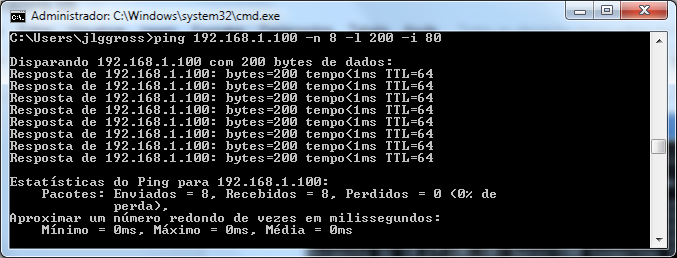 Administrador: C:\Windows\system32\cmd.exe
C:\Users\jlggross>ping 192.168.1.100 -n 8 -l 200 -i 80
Disparando 192.168.1.100 com 200 bytes de dados:
Resposta de 192.168.1.100: bytes=200 tempo<1ms TTL=64
Resposta de 192.168.1.100: bytes=200 tempo<1ms TTL=64
Resposta de 192.168.1.100: bytes=200 tempo<1ms TTL=64
Resposta de 192.168.1.100: bytes=200 tempo<1ms TTL=64
Resposta de 192.168.1.100: bytes=200 tempo<1ms TTL=64
Resposta de 192.168.1.100: bytes=200 tempo<1ms TTL=64
Resposta de 192.168.1.100: bytes=200 tempo<1ms TTL=64
Resposta de 192.168.1.100: bytes=200 tempo<1ms TTL=64
Estatísticas do Ping para 192.168.1.100:
Pacotes: Enviados = 8, Recebidos = 8, Perdidos = 0 (0% de
perda),
Aproximar um número redondo de vezes em milissegundos:
Mínimo = 0ms, Máximo = 0ms, Média = 0ms